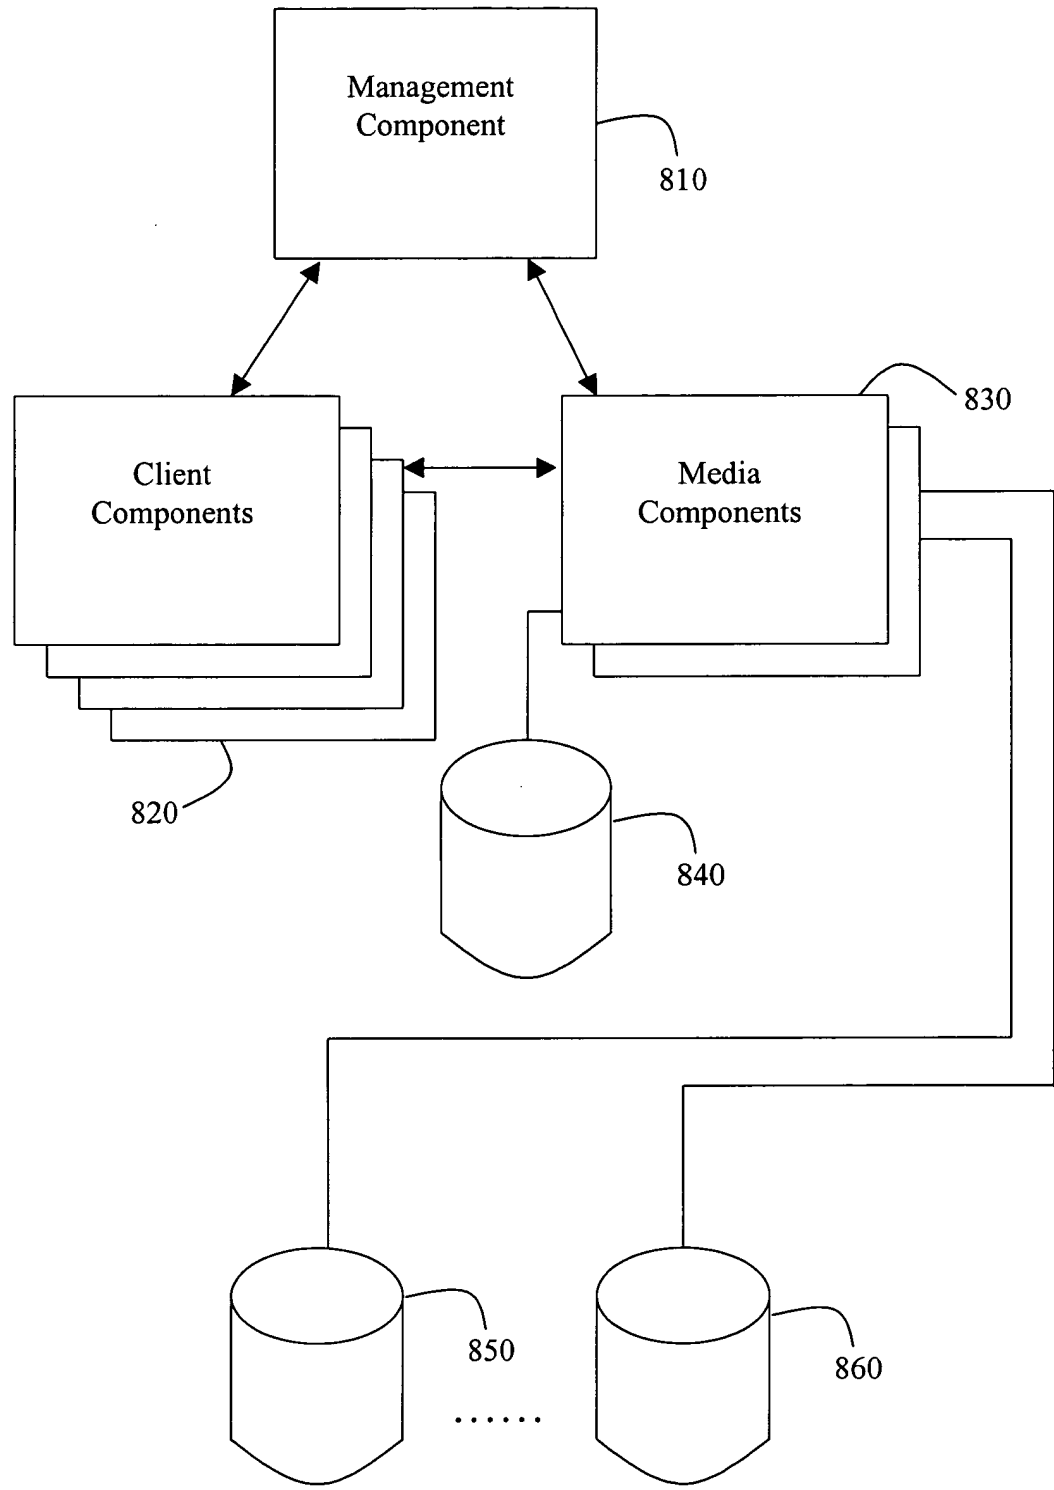 Management
Component
810
830
Client
Components
Media
Components
820
840
850
860
......